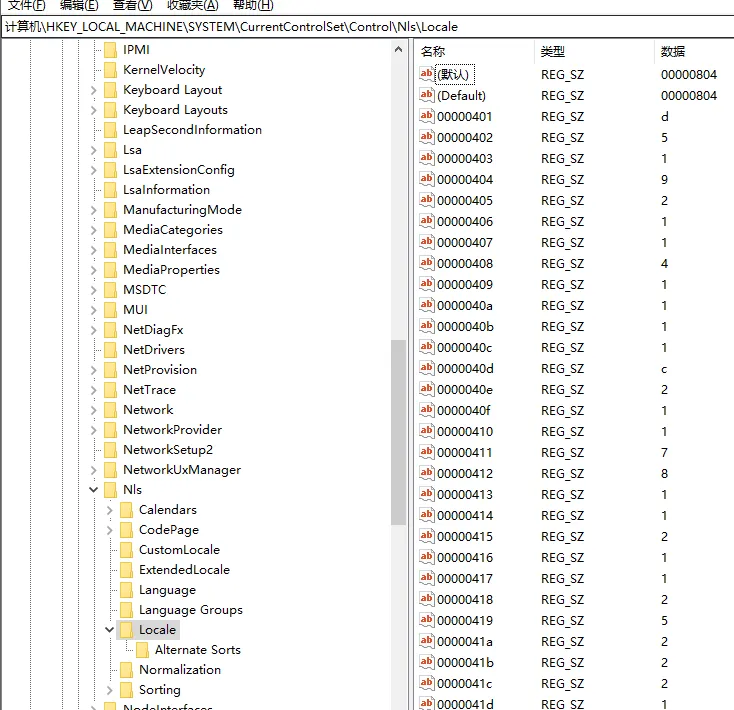 文件(F) 编辑(E) 查看(V) 收藏夹(A) 帮助(H)
计算机\HKEY_LOCAL_MACHINE\SYSTEM\CurrentControlSet\Control\Nls\Locale
IPMI
KernelVelocity
Keyboard Layout
Keyboard Layouts
LeapSecondInformation
Lsa
LsaExtensionConfig
LsaInformation
ManufacturingMode
MediaCategories
MediaInterfaces
MediaProperties
MSDTC
MUI
NetDiagFx
NetDrivers
NetProvision
NetTrace
Network
NetworkProvider
NetworkSetup2
NetworkUxManager
Nls
Calendars
CodePage
CustomLocale
ExtendedLocale
Language
Language Groups
Locale
Alternate Sorts
Normalization
Sorting
NodeInterfaces
名称 类型 数据
(默认) REG_SZ 00000804
(Default) REG_SZ 00000804
00000401 REG_SZ d
00000402 REG_SZ 5
00000403 REG_SZ 1
00000404 REG_SZ 9
00000405 REG_SZ 2
00000406 REG_SZ 1
00000407 REG_SZ 1
00000408 REG_SZ 4
00000409 REG_SZ 1
0000040a REG_SZ 1
0000040b REG_SZ 1
0000040c REG_SZ 1
0000040d REG_SZ c
0000040e REG_SZ 2
0000040f REG_SZ 1
00000410 REG_SZ 1
00000411 REG_SZ 7
00000412 REG_SZ 8
00000413 REG_SZ 1
00000414 REG_SZ 1
00000415 REG_SZ 2
00000416 REG_SZ 1
00000417 REG_SZ 1
00000418 REG_SZ 2
00000419 REG_SZ 5
0000041a REG_SZ 2
0000041b REG_SZ 2
0000041c REG_SZ 2
0000041d REG_SZ 1